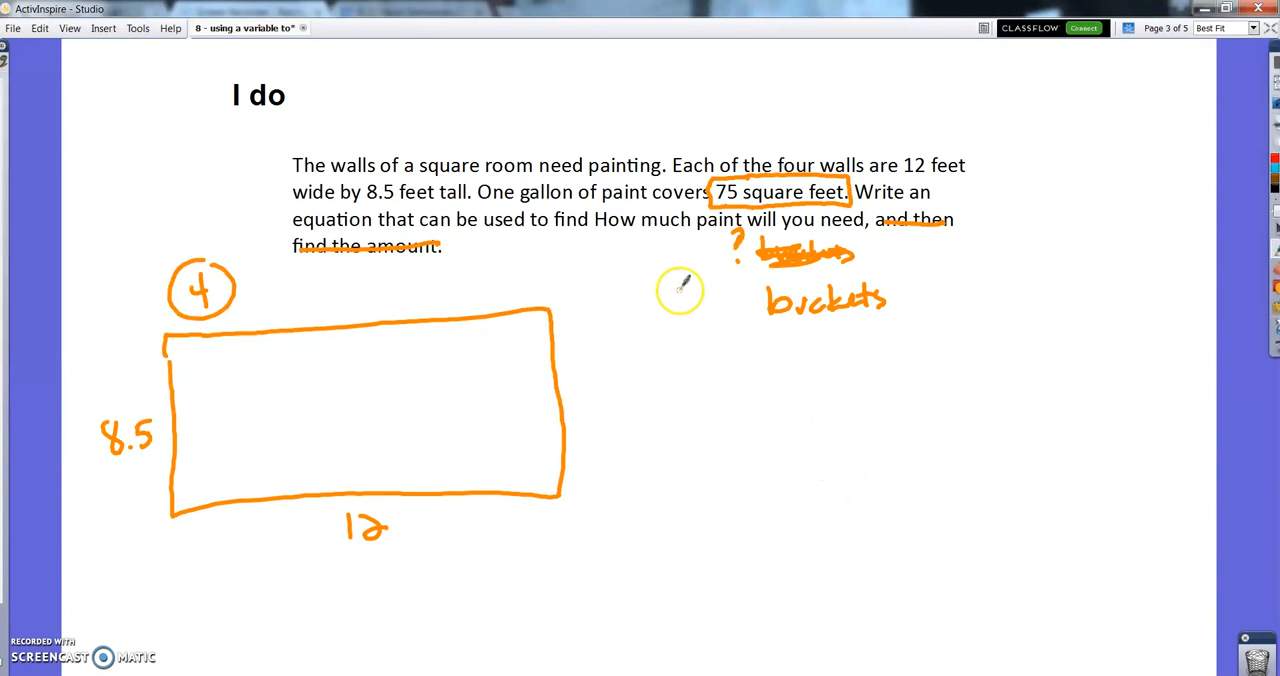 ActivInspire - Studio
File Edit View Insert Tools Help
8 - using a variable to*
CLASSFLOW Connect
Page 3 of 5 Best Fit
I do
The walls of a square room need painting. Each of the four walls are 12 feet
wide by 8.5 feet tall. One gallon of paint covers 75 square feet. Write an
equation that can be used to find How much paint will you need, and then
find the amount.
?
brckets
4
8.5
12
RECORDED WITH
SCREENCAST MATIC